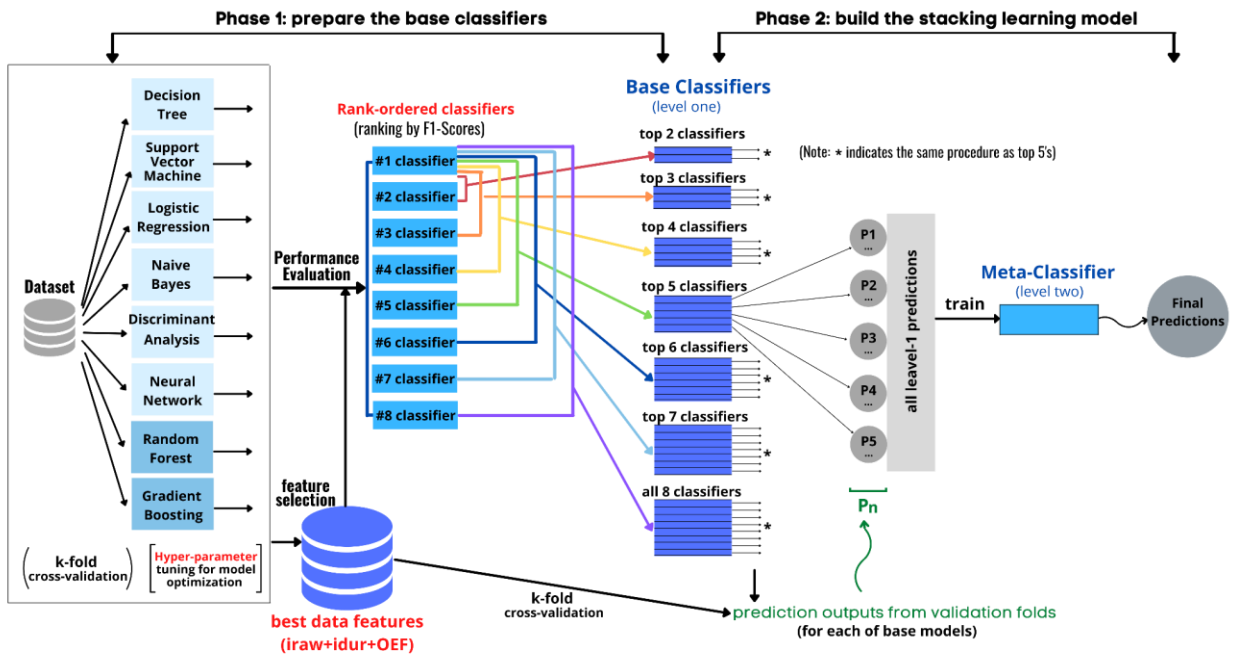 Phase 1: prepare the base classifiers
Phase 2: build the stacking learning model
Dataset
Decision
Tree
Support
Vector
Machine
Logistic
Regression
Naive
Bayes
Discriminant
Analysis
Neural
Network
Random
Forest
Gradient
Boosting
k-fold
cross-validation
Hyper-parameter
tuning for model
optimization
Performance
Evaluation
feature
selection
best data features
(iraw+idur+OEF)
Rank-ordered classifiers
(ranking by F1-Scores)
#1 classifier
#2 classifier
#3 classifier
#4 classifier
#5 classifier
#6 classifier
#7 classifier
#8 classifier
k-fold
cross-validation
Base Classifiers
(level one)
top 2 classifiers
*
top 3 classifiers
*
top 4 classifiers
*
top 5 classifiers
top 6 classifiers
*
top 7 classifiers
*
all 8 classifiers
*
(Note: * indicates the same procedure as top 5's)
P1
...
P2
...
P3
...
P4
...
P5
...
all leavel-1 predictions
Pn
prediction outputs from validation folds
(for each of base models)
train
Meta-Classifier
(level two)
Final
Predictions